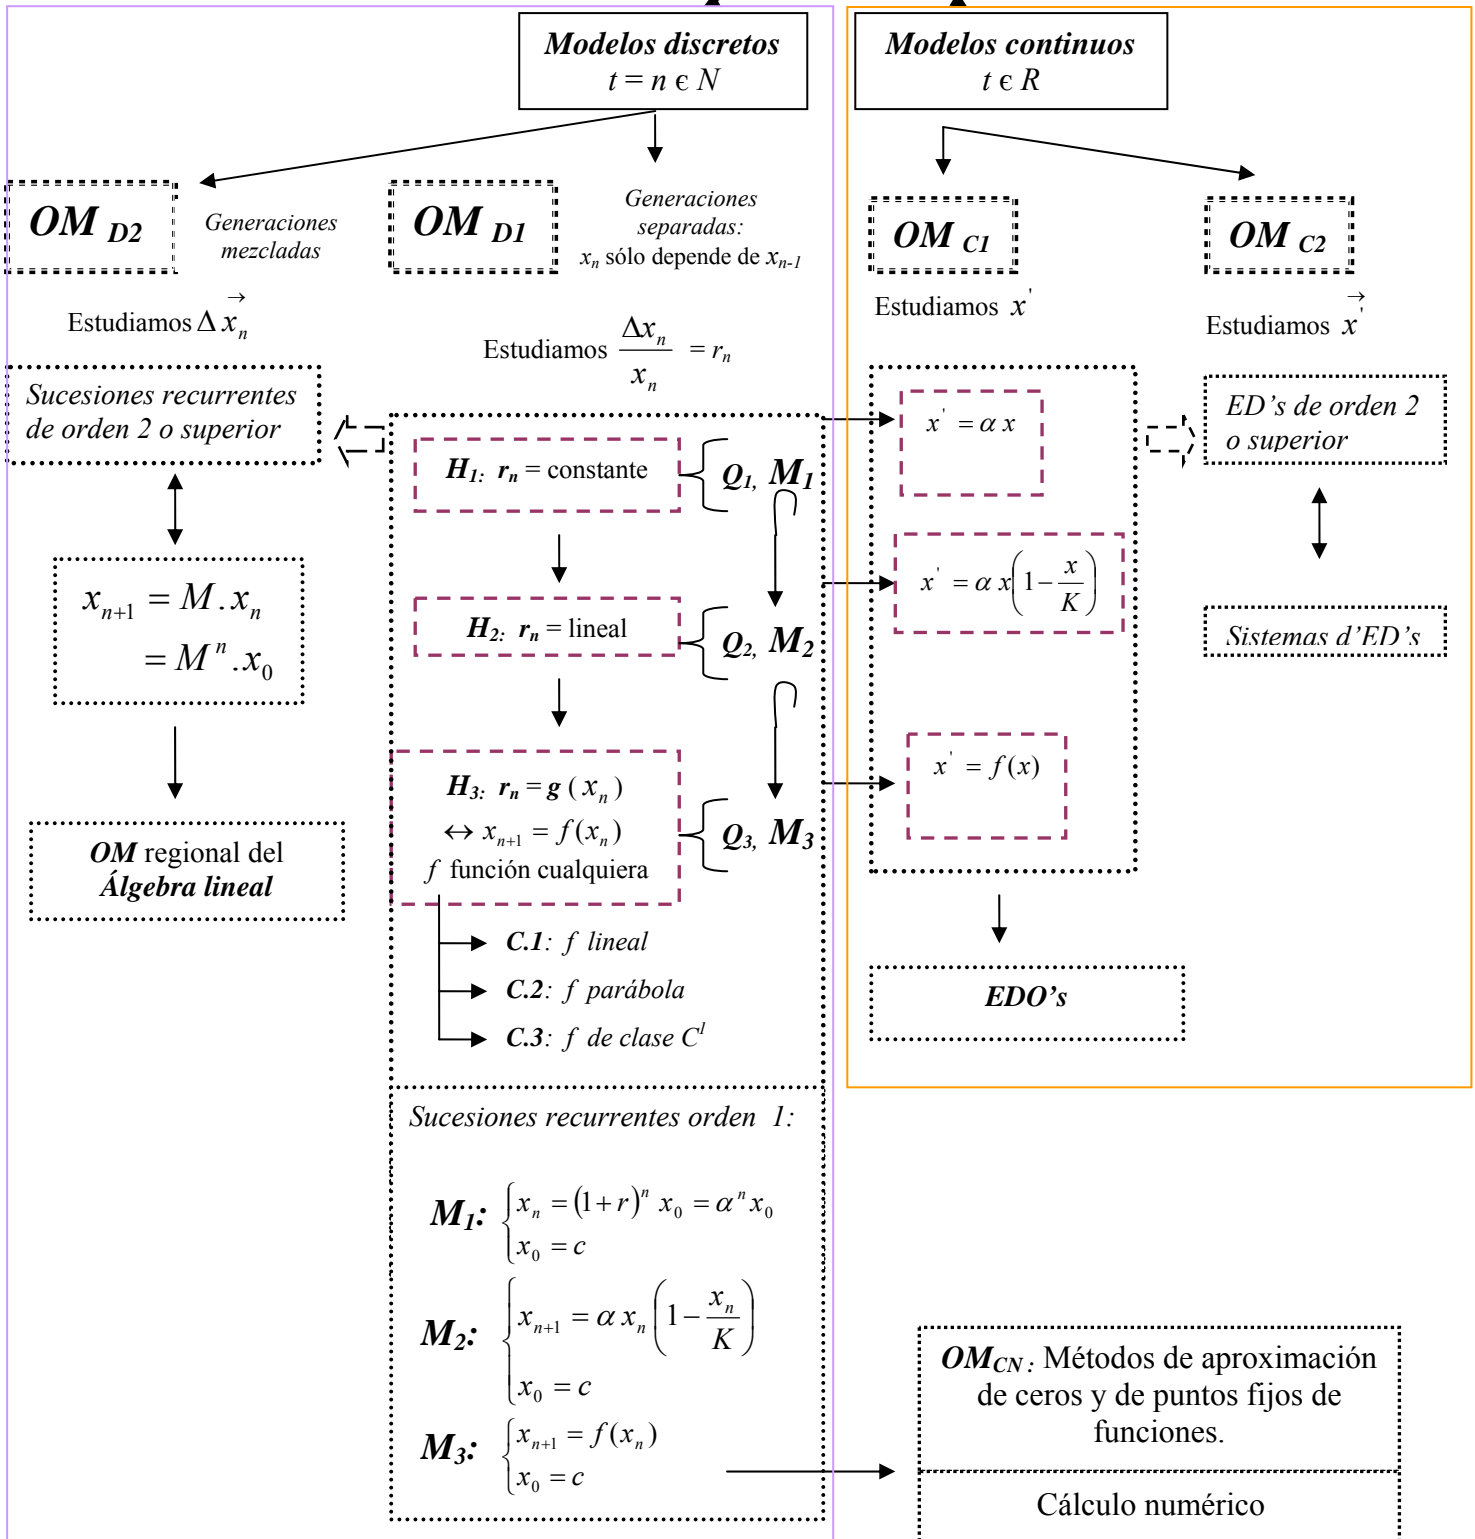 Modelos discretos
t = n є N
Modelos continuos
t є R
OM D2
Generaciones
mezcladas
OM D1
Generaciones
separadas:
xₙ sólo depende de xₙ₋₁
OM C1
OM C2
Estudiamos Δ x⃗ₙ
Estudiamos Δxₙ / xₙ = rₙ
Estudiamos x'
Estudiamos x⃗'
Sucesiones recurrentes
de orden 2 o superior
xₙ₊₁ = M . xₙ
= Mⁿ . x₀
OM regional del
Álgebra lineal
H₁: rₙ = constante
Q₁, M₁
H₂: rₙ = lineal
Q₂, M₂
H₃: rₙ = g ( xₙ )
↔ xₙ₊₁ = f(xₙ)
f función cualquiera
Q₃, M₃
C.1: f lineal
C.2: f parábola
C.3: f de clase C¹
Sucesiones recurrentes orden 1:
M₁: { xₙ = (1 + r)ⁿ x₀ = αⁿ x₀
x₀ = c
M₂: { xₙ₊₁ = α xₙ (1 − xₙ / K)
x₀ = c
M₃: { xₙ₊₁ = f(xₙ)
x₀ = c
x' = α x
x' = α x(1 − x / K)
x' = f(x)
EDO’s
ED’s de orden 2
o superior
Sistemas d’ED’s
OM_CN : Métodos de aproximación
de ceros y de puntos fijos de
funciones.
Cálculo numérico